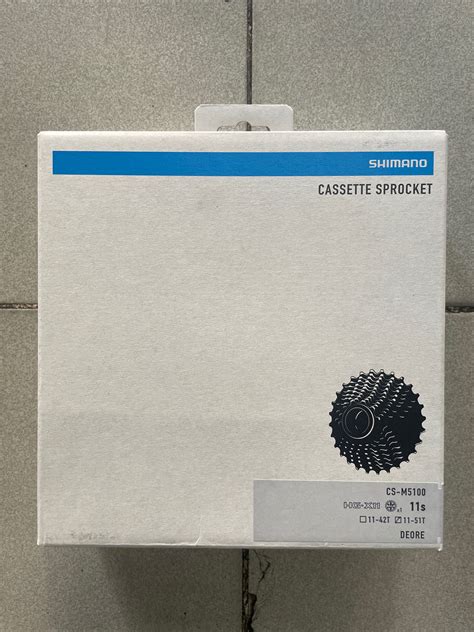 SHIMANO
CASSETTE SPROCKET
CS-M5100
11s
11-42T 11-51T
DEORE